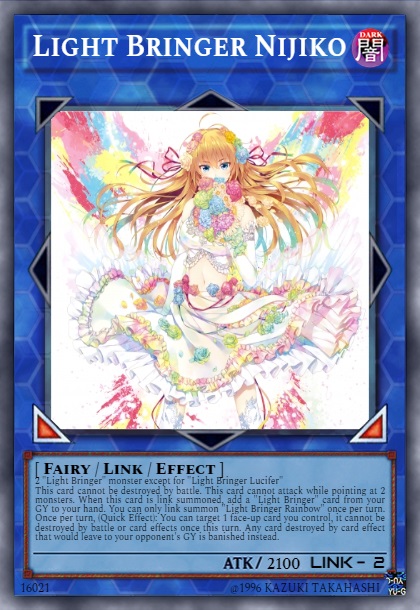 LIGHT BRINGER NIJIKO
DARK
闇
[ FAIRY / LINK / EFFECT ]
2 "Light Bringer" monster except for "Light Bringer Lucifer"
This card cannot be destroyed by battle. This card cannot attack while pointing at 2
monsters. When this card is link summoned, add a "Light Bringer" card from your
GY to your hand. You can only link summon "Light Bringer Rainbow" once per turn.
Once per turn, (Quick Effect): You can target 1 face-up card you control, it cannot be
destroyed by battle or card effects once this turn. Any card destroyed by card effect
that would leave to your opponent's GY is banished instead.
ATK / 2100 LINK - 2
16021
©1996 KAZUKI TAKAHASHI